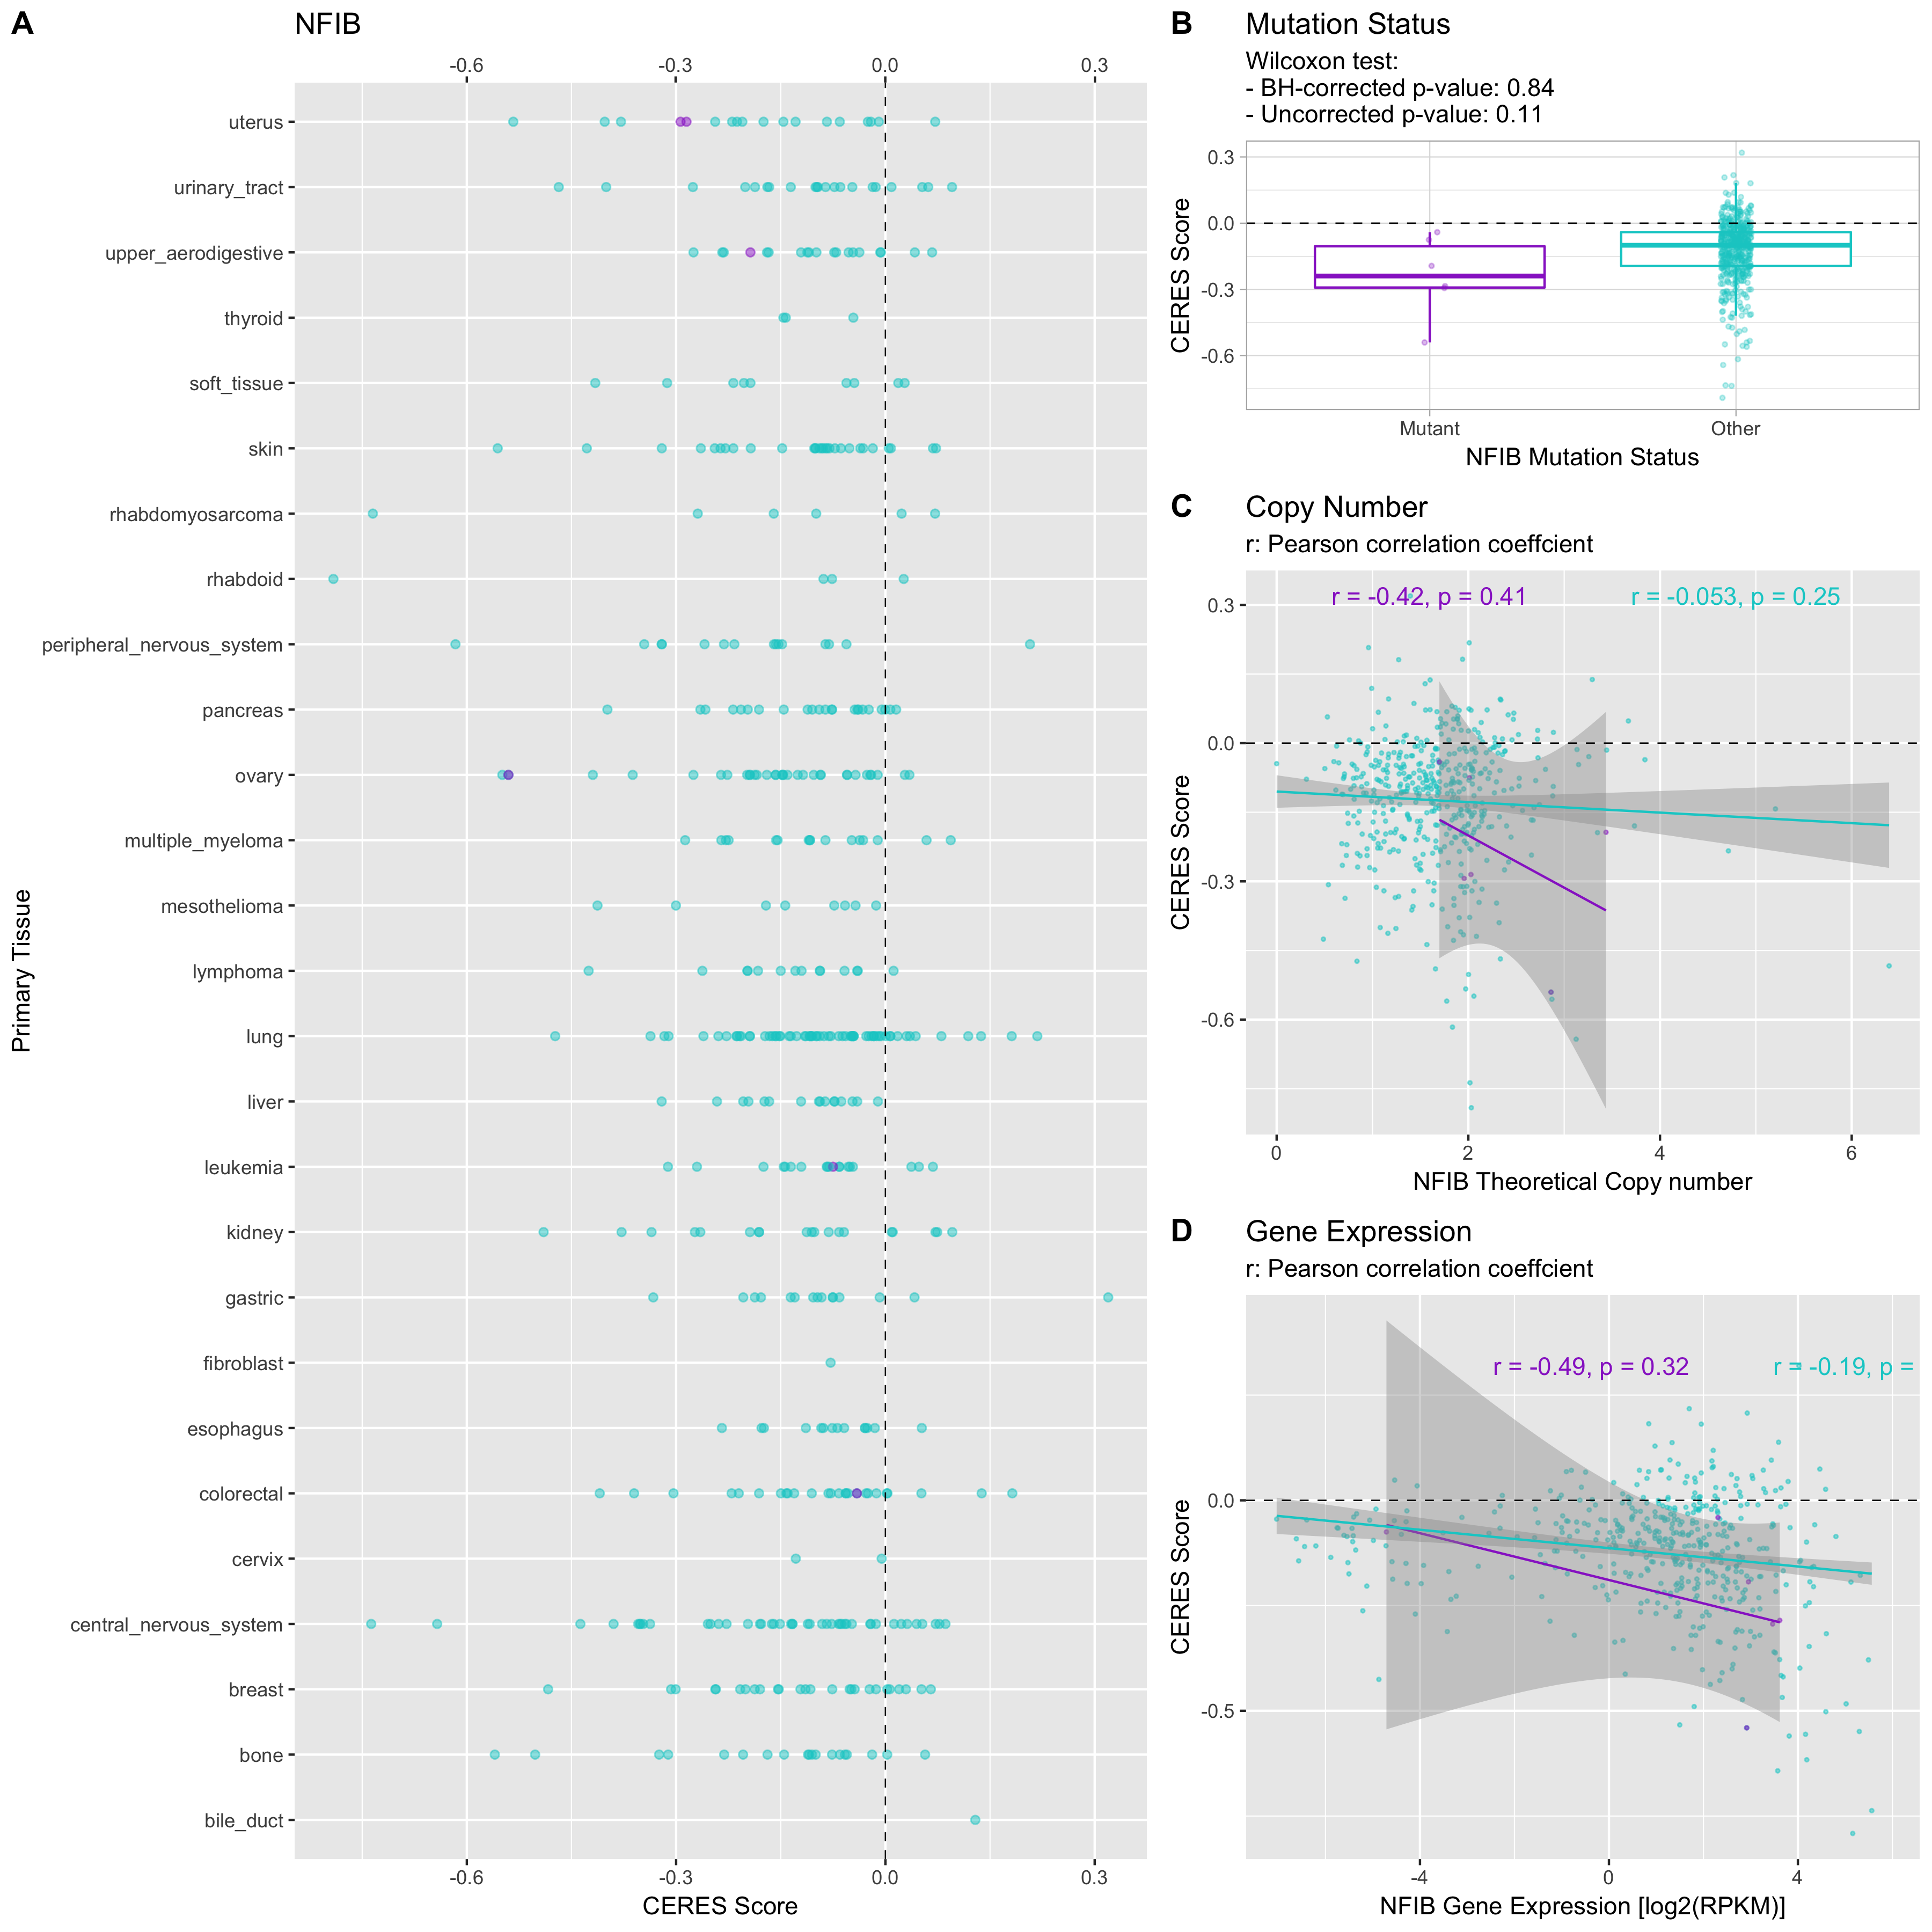 A
NFIB
-0.6 -0.3 0.0 0.3
uterus
urinary_tract
upper_aerodigestive
thyroid
soft_tissue
skin
rhabdomyosarcoma
rhabdoid
peripheral_nervous_system
pancreas
ovary
multiple_myeloma
mesothelioma
lymphoma
lung
liver
leukemia
kidney
gastric
fibroblast
esophagus
colorectal
cervix
central_nervous_system
breast
bone
bile_duct
Primary Tissue
-0.6 -0.3 0.0 0.3
CERES Score
B
Mutation Status
Wilcoxon test:
- BH-corrected p-value: 0.84
- Uncorrected p-value: 0.11
0.3
0.0
-0.3
-0.6
CERES Score
Mutant Other
NFIB Mutation Status
C
Copy Number
r: Pearson correlation coeffcient
r = -0.42, p = 0.41 r = -0.053, p = 0.25
0.3
0.0
-0.3
-0.6
CERES Score
0 2 4 6
NFIB Theoretical Copy number
D
Gene Expression
r: Pearson correlation coeffcient
r = -0.49, p = 0.32 r = -0.19, p =
0.0
-0.5
CERES Score
-4 0 4
NFIB Gene Expression [log2(RPKM)]